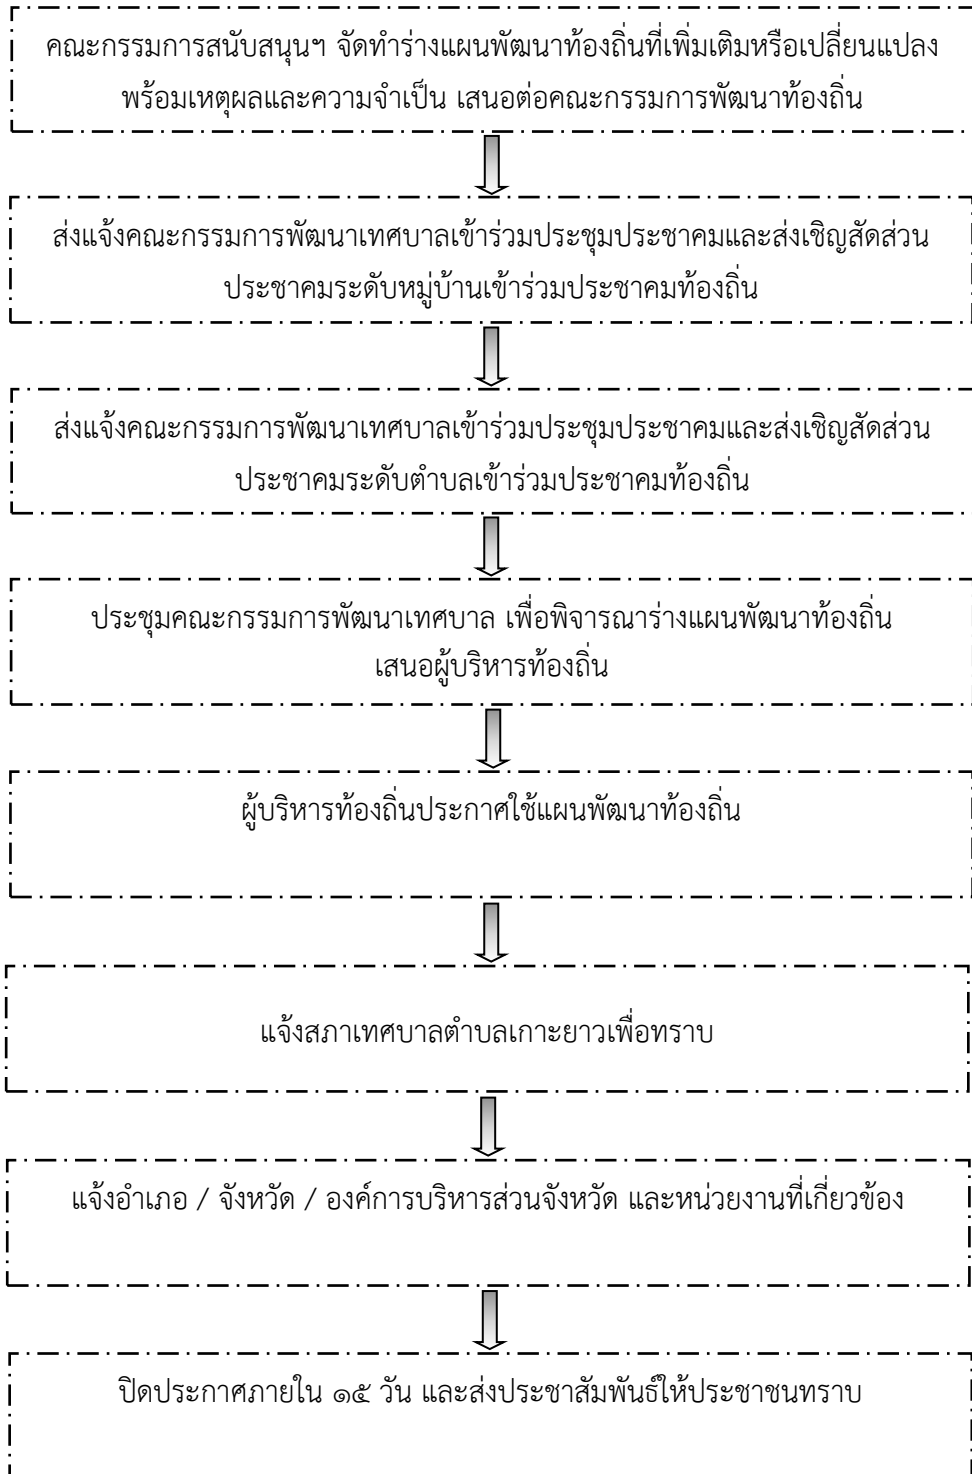 คณะกรรมการสนับสนุนฯ จัดทำร่างแผนพัฒนาท้องถิ่นที่เพิ่มเติมหรือเปลี่ยนแปลง
พร้อมเหตุผลและความจำเป็น เสนอต่อคณะกรรมการพัฒนาท้องถิ่น
ส่งแจ้งคณะกรรมการพัฒนาเทศบาลเข้าร่วมประชุมประชาคมและส่งเชิญสัดส่วน
ประชาคมระดับหมู่บ้านเข้าร่วมประชาคมท้องถิ่น
ส่งแจ้งคณะกรรมการพัฒนาเทศบาลเข้าร่วมประชุมประชาคมและส่งเชิญสัดส่วน
ประชาคมระดับตำบลเข้าร่วมประชาคมท้องถิ่น
ประชุมคณะกรรมการพัฒนาเทศบาล เพื่อพิจารณาร่างแผนพัฒนาท้องถิ่น
เสนอผู้บริหารท้องถิ่น
ผู้บริหารท้องถิ่นประกาศใช้แผนพัฒนาท้องถิ่น
แจ้งสภาเทศบาลตำบลเกาะยาวเพื่อทราบ
แจ้งอำเภอ / จังหวัด / องค์การบริหารส่วนจังหวัด และหน่วยงานที่เกี่ยวข้อง
ปิดประกาศภายใน ๑๕ วัน และส่งประชาสัมพันธ์ให้ประชาชนทราบ